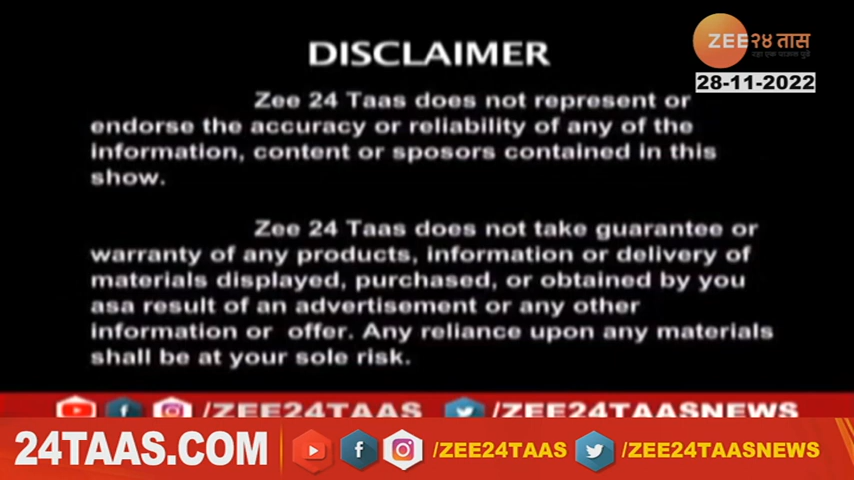 ZEE २४ तास
28-11-2022
DISCLAIMER
Zee 24 Taas does not represent or
endorse the accuracy or reliability of any of the
information, content or sposors contained in this
show.
Zee 24 Taas does not take guarantee or
warranty of any products, information or delivery of
materials displayed, purchased, or obtained by you
asa result of an advertisement or any other
information or offer. Any reliance upon any materials
shall be at your sole risk.
/ZEE24TAAS /ZEE24TAASNEWS
24TAAS.COM /ZEE24TAAS /ZEE24TAASNEWS